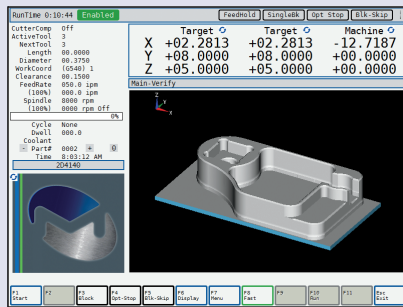 RunTime 0:10:44 Enabled
FeedHold SingleBk Opt Stop Blk-Skip
CutterComp Off
ActiveTool 3
NextTool 3
Length 00.0000
Diameter 00.3750
WorkCoord (G540) 1
Clearance 00.1500
FeedRate 050.0 ipm
(100%) 000.0 ipm
Spindle 8000 rpm
(100%) 0000 rpm Off
0%
Cycle None
Dwell 000.0
Coolant
- Part# 0002 + 0
Time 8:03:12 AM
2D4140
Target Target Machine
X +02.2813 +02.2813 -12.7187
Y +08.0000 +08.0000 +00.0000
Z +05.0000 +05.0000 +00.0000
Main-Verify
Z
Y
X
F1 Start
F2
F3 Block
F4 Opt-Stop
F5 Blk-Skip
F6 Display
F7 Menu
F8 Fast
F9
F10 Run
F11
Esc Exit